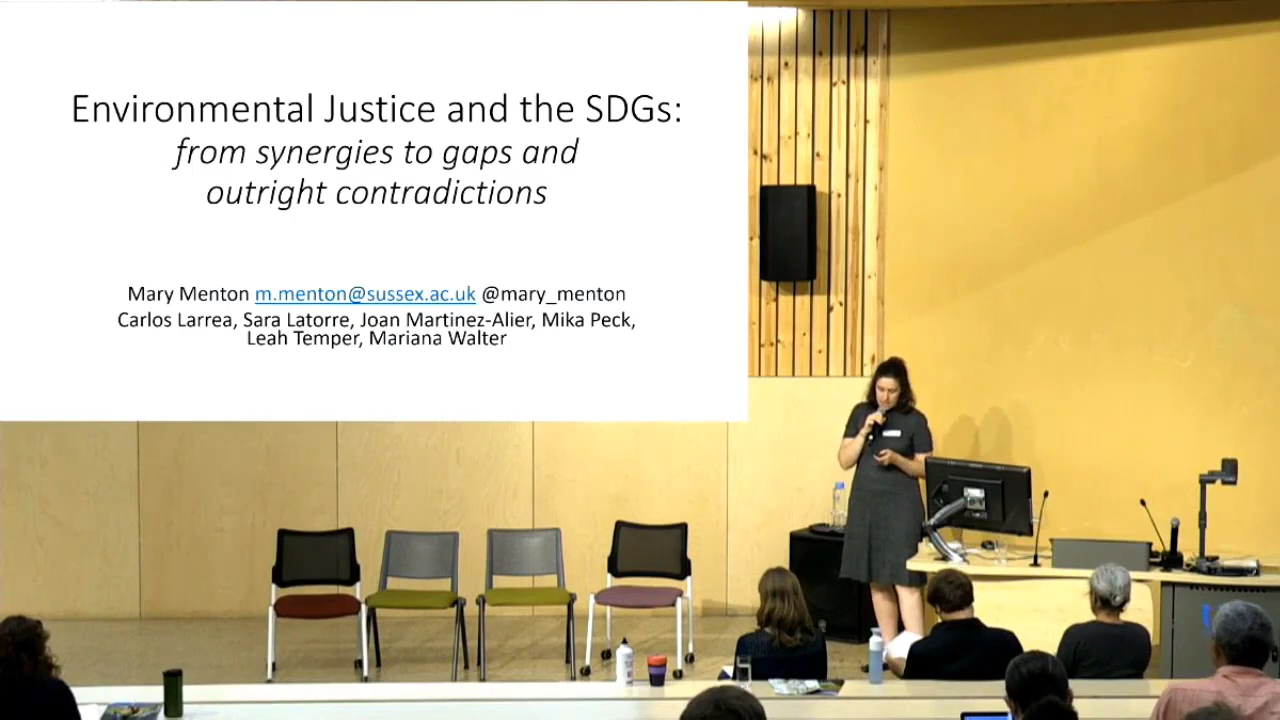 Environmental Justice and the SDGs:
from synergies to gaps and
outright contradictions
Mary Menton m.menton@sussex.ac.uk @mary_menton
Carlos Larrea, Sara Latorre, Joan Martinez-Alier, Mika Peck,
Leah Temper, Mariana Walter